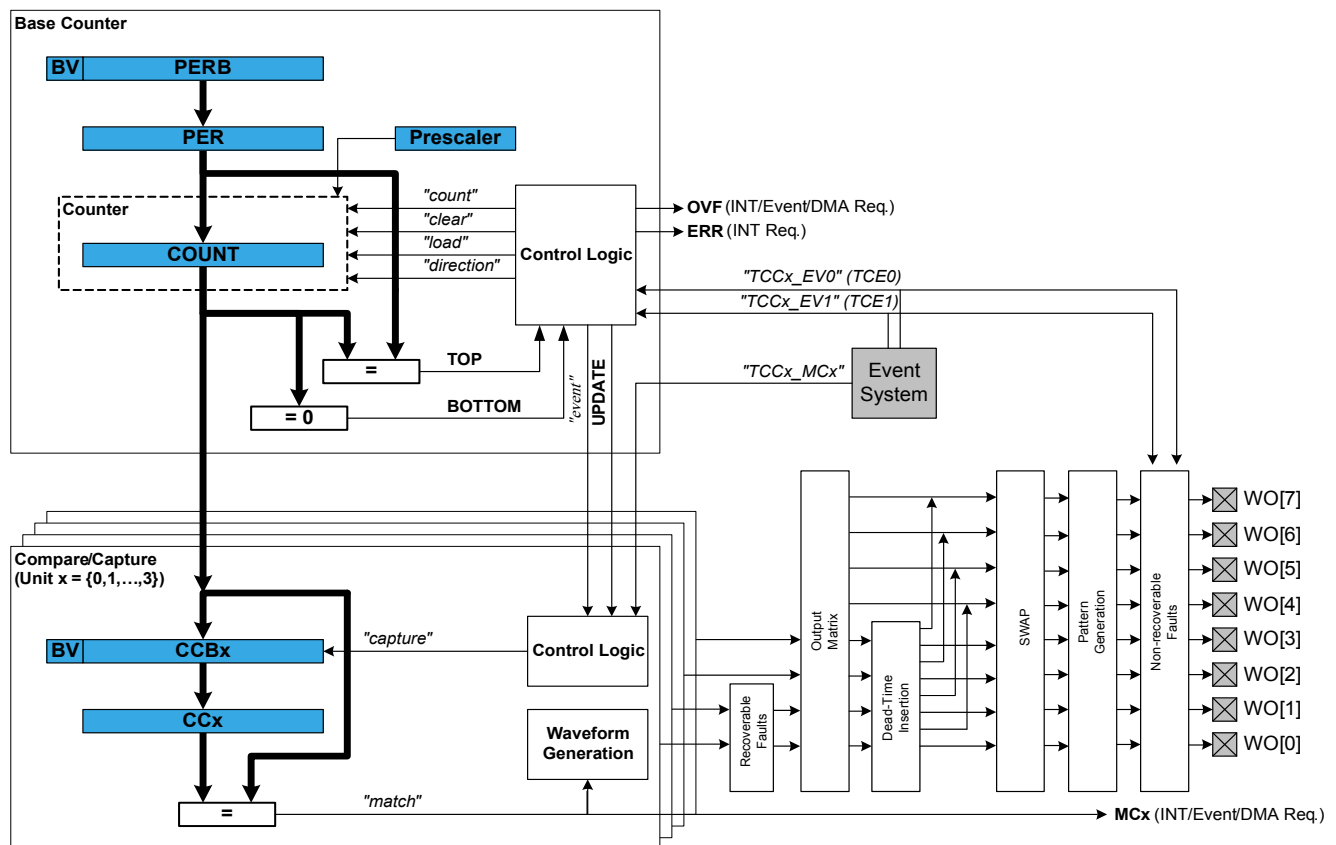 Base Counter
BV
PERB
PER
Prescaler
"count"
OVF (INT/Event/DMA Req.)
Counter
"clear"
ERR (INT Req.)
"load"
Control Logic
COUNT
"direction"
"TCCx_EV0" (TCE0)
"TCCx_EV1" (TCE1)
=
TOP
"TCCx_MCx"
Event
System
= 0
BOTTOM
"event"
UPDATE
Compare/Capture
(Unit x = {0,1,…,3})
BV
CCBx
"capture"
Control Logic
CCx
Waveform
Generation
=
"match"
Recoverable
Faults
Output
Matrix
Dead-Time
Insertion
SWAP
Pattern
Generation
Non-recoverable
Faults
WO[7]
WO[6]
WO[5]
WO[4]
WO[3]
WO[2]
WO[1]
WO[0]
MCx (INT/Event/DMA Req.)